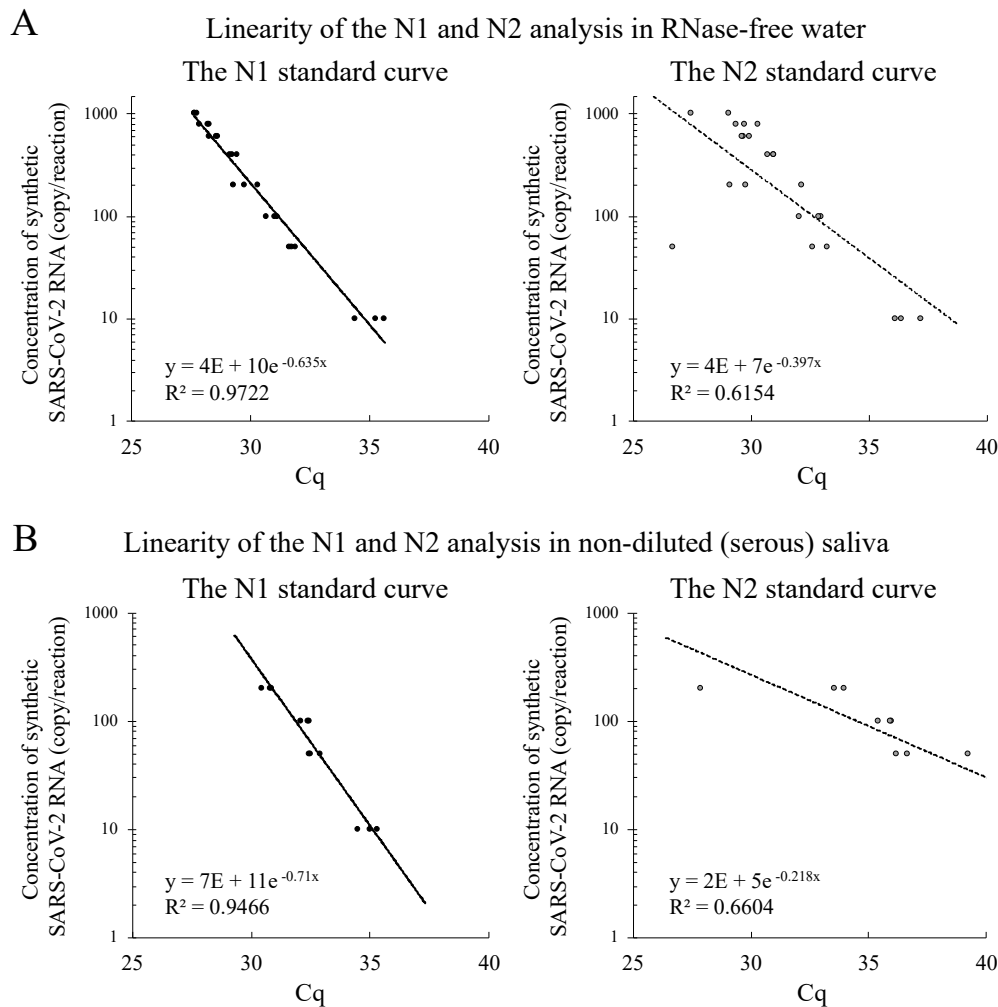 A
Linearity of the N1 and N2 analysis in RNase-free water
The N1 standard curve
Concentration of synthetic
SARS-CoV-2 RNA (copy/reaction)
1000
100
10
1
y = 4E + 10e -0.635x
R² = 0.9722
25 30 35 40
Cq
The N2 standard curve
Concentration of synthetic
SARS-CoV-2 RNA (copy/reaction)
1000
100
10
1
y = 4E + 7e -0.397x
R² = 0.6154
25 30 35 40
Cq
B
Linearity of the N1 and N2 analysis in non-diluted (serous) saliva
The N1 standard curve
Concentration of synthetic
SARS-CoV-2 RNA (copy/reaction)
1000
100
10
1
y = 7E + 11e -0.71x
R² = 0.9466
25 30 35 40
Cq
The N2 standard curve
Concentration of synthetic
SARS-CoV-2 RNA (copy/reaction)
1000
100
10
1
y = 2E + 5e -0.218x
R² = 0.6604
25 30 35 40
Cq